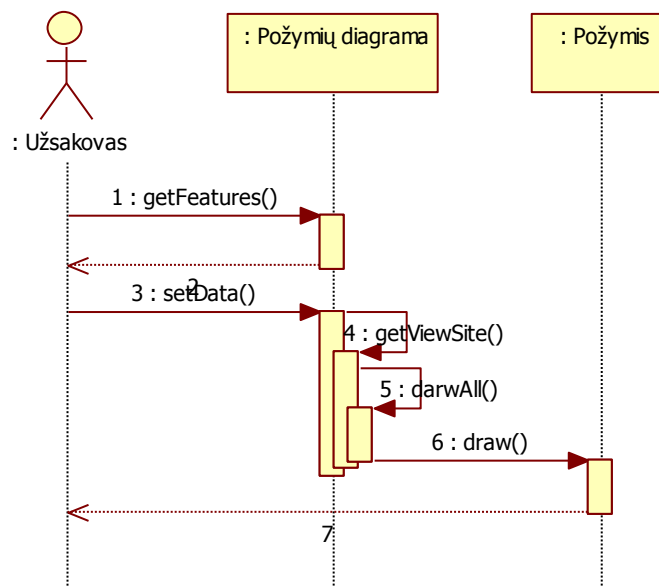 : Požymių diagrama
: Požymis
: Užsakovas
1 : getFeatures()
2
3 : setData()
4 : getViewSite()
5 : darwAll()
6 : draw()
7